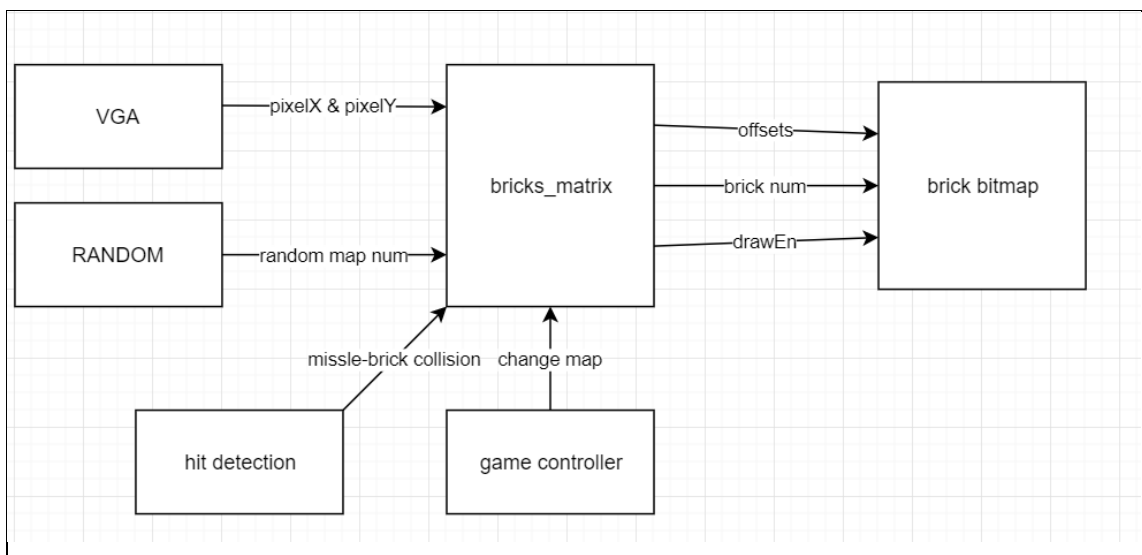 VGA
pixelX & pixelY
bricks_matrix
offsets
brick num
drawEn
brick bitmap
RANDOM
random map num
missle-brick collision
change map
hit detection
game controller